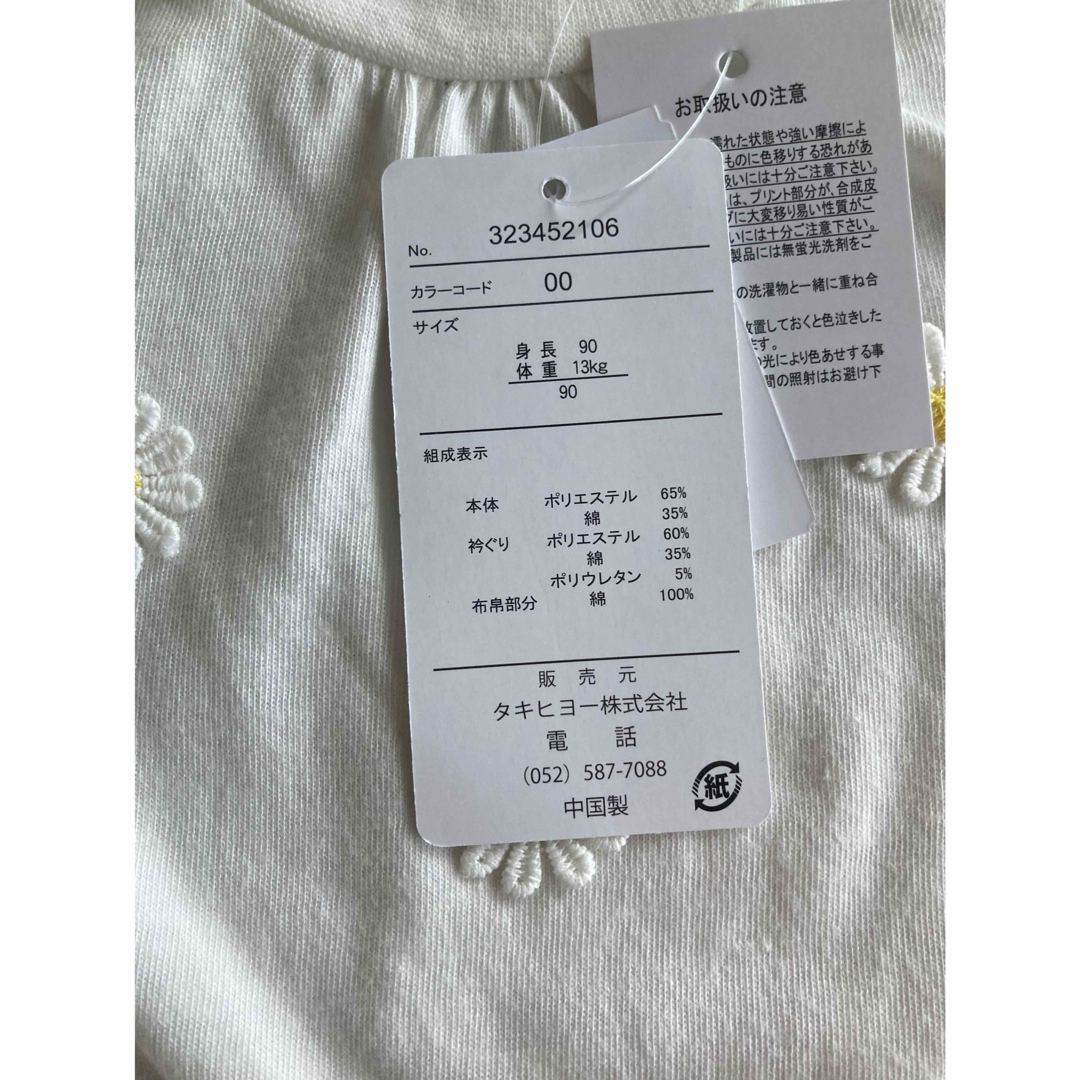 No. 323452106
カラーコード 00
サイズ
身長 90
体重 13kg
90
組成表示
本体 ポリエステル 65%
綿 35%
衿ぐり ポリエステル 60%
綿 35%
ポリウレタン 5%
布帛部分 綿 100%
販売元
タキヒヨー株式会社
電話
(052) 587-7088
中国製
紙
お取扱いの注意
濡れた状態や強い摩擦によ
ものに色移りする恐れがあ
扱いには十分ご注意下さい。
は、プリント部分が、合成皮
グに大変移り易い性質がご
いには十分ご注意下さい。
製品には無蛍光洗剤をご
の洗濯物と一緒に重ね合
放置しておくと色泣きした
ます。
の光により色あせする事
間の照射はお避け下